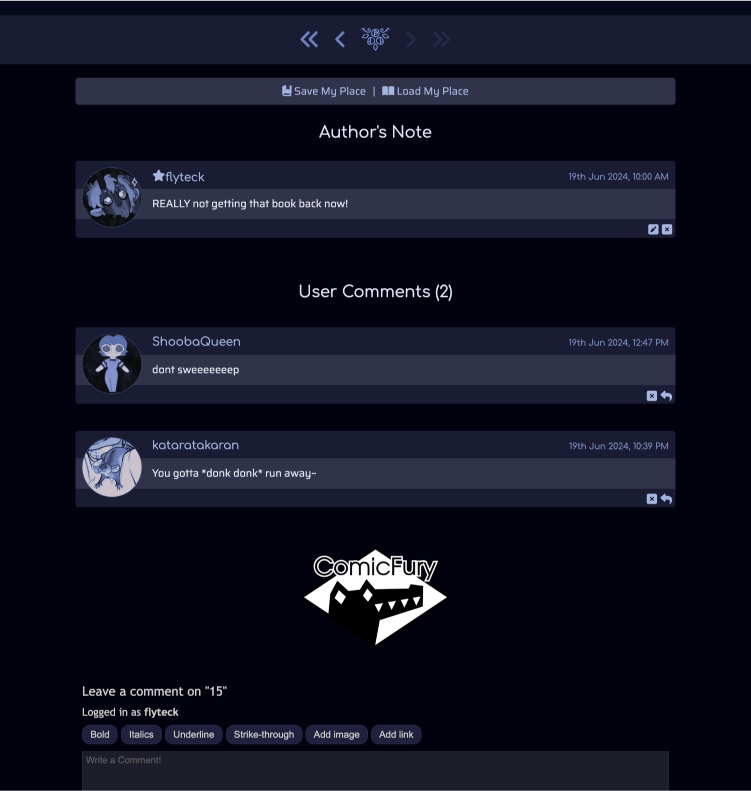 Save My Place | Load My Place
Author's Note
flyteck 19th Jun 2024, 10:00 AM
REALLY not getting that book back now!
User Comments (2)
ShoobaQueen 19th Jun 2024, 12:47 PM
dont sweeeeeeep
kataratakaran 19th Jun 2024, 10:39 PM
You gotta *donk donk* run away~
ComicFury
Leave a comment on "15"
Logged in as flyteck
Bold Italics Underline Strike-through Add image Add link
Write a Comment!